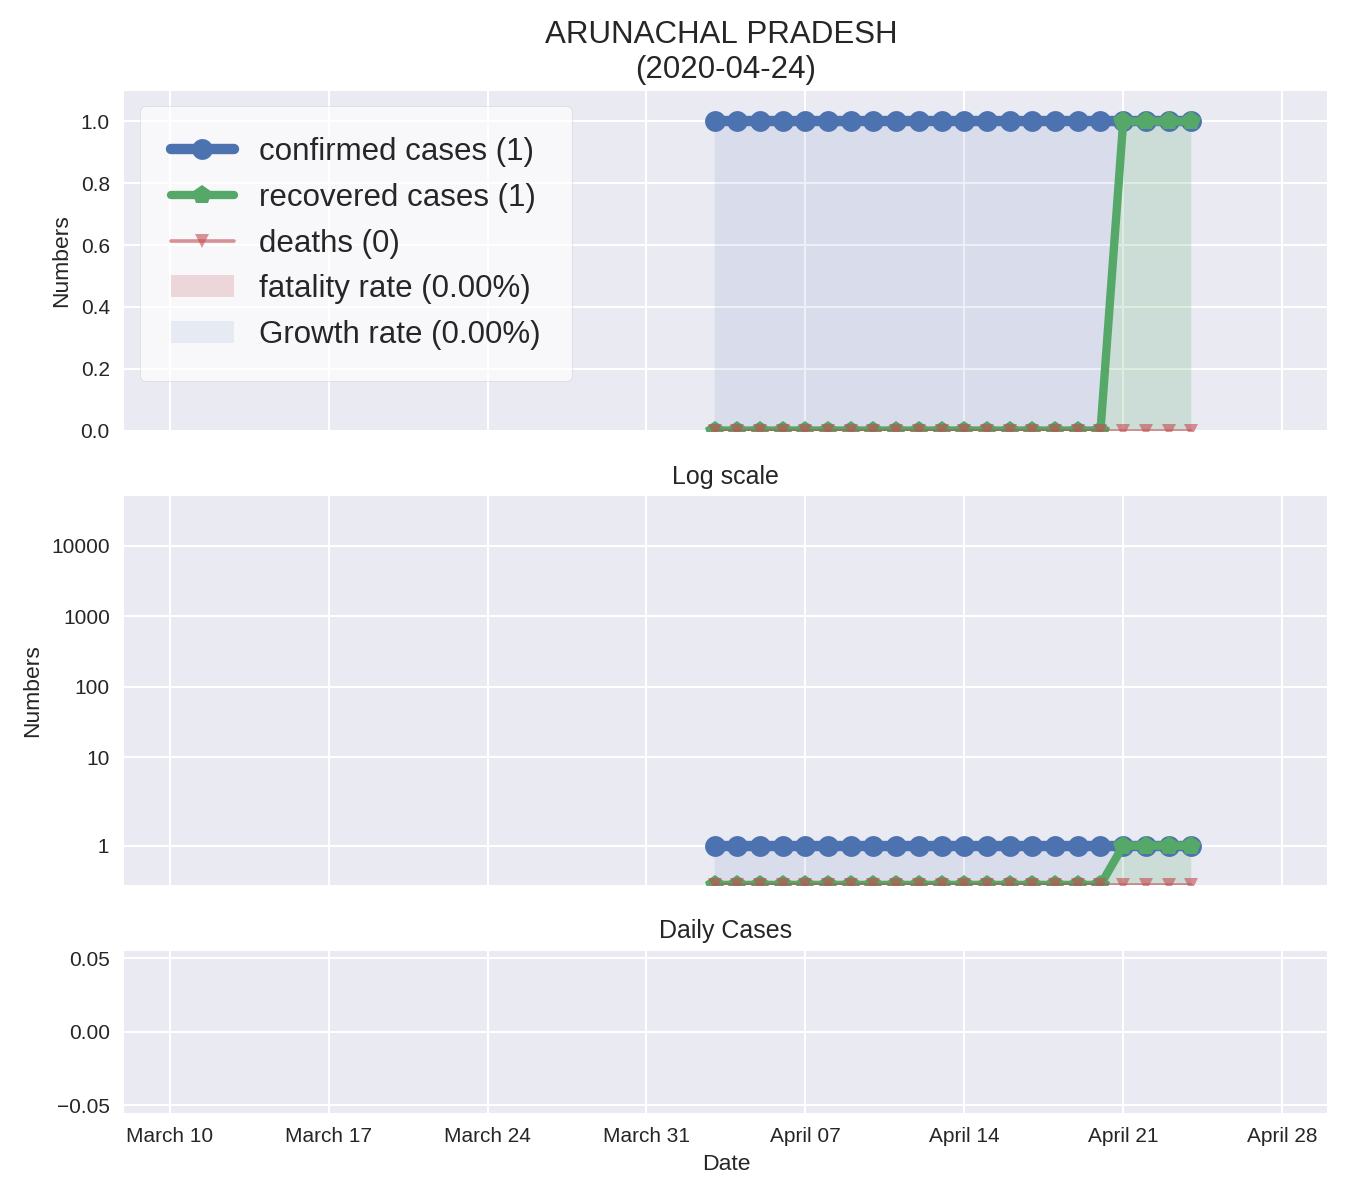 ARUNACHAL PRADESH
(2020-04-24)
1.0
0.8
0.6
0.4
0.2
0.0
Numbers
confirmed cases (1)
recovered cases (1)
deaths (0)
fatality rate (0.00%)
Growth rate (0.00%)
Log scale
10000
1000
100
10
1
Numbers
Daily Cases
0.05
0.00
−0.05
March 10 March 17 March 24 March 31 April 07 April 14 April 21 April 28
Date